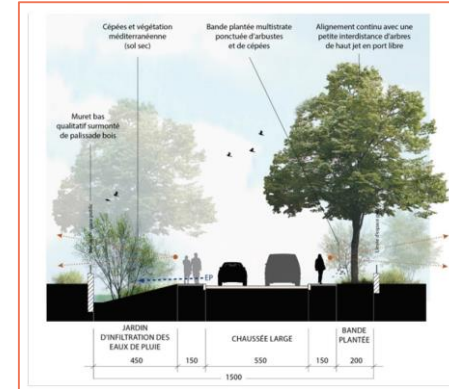 Cépées et végétation
méditerranéenne
(sol sec)
Bande plantée multistrate
ponctuée d'arbustes
et de cépées
Alignement continu avec une
petite interdistance d'arbres
de haut jet en port libre
Muret bas
qualitatif surmonté
de palissade bois
EP
JARDIN
D'INFILTRATION DES
EAUX DE PLUIE
CHAUSSÉE LARGE
BANDE
PLANTÉE
450
150
550
150
200
1500